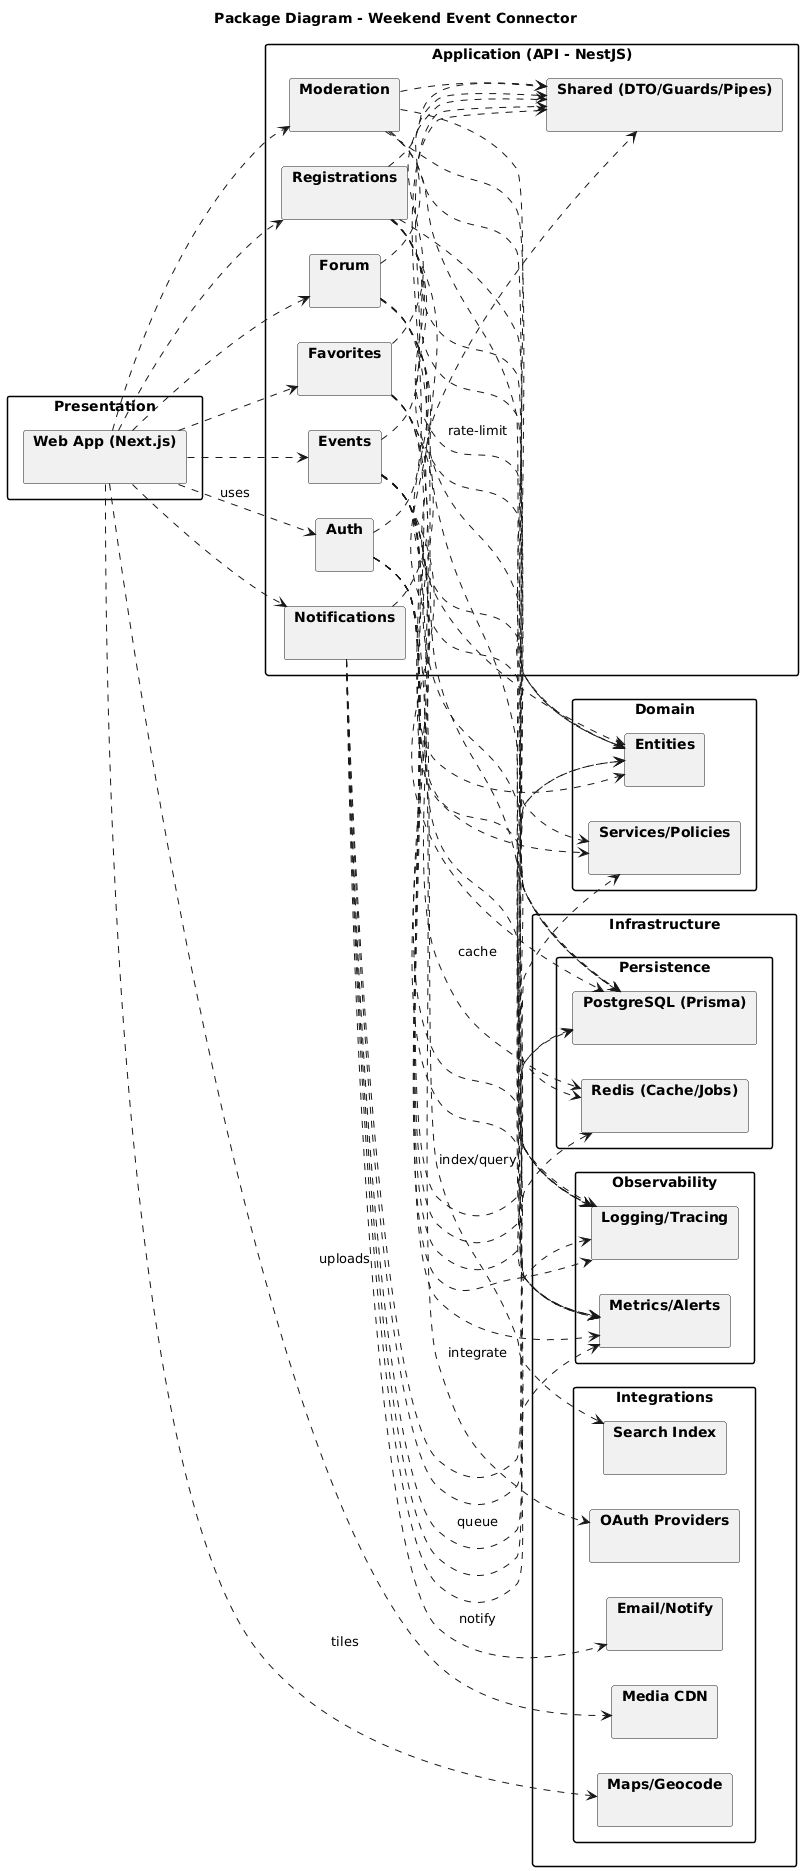 Package Diagram - Weekend Event Connector
Application (API - NestJS)
Moderation
Shared (DTO/Guards/Pipes)
Registrations
Forum
Favorites
Presentation
Web App (Next.js)
Events
rate-limit
uses
Auth
Notifications
Domain
Entities
Services/Policies
Infrastructure
cache
Persistence
PostgreSQL (Prisma)
Redis (Cache/Jobs)
index/query
Observability
Logging/Tracing
uploads
Metrics/Alerts
integrate
Integrations
Search Index
queue
OAuth Providers
notify
Email/Notify
tiles
Media CDN
Maps/Geocode